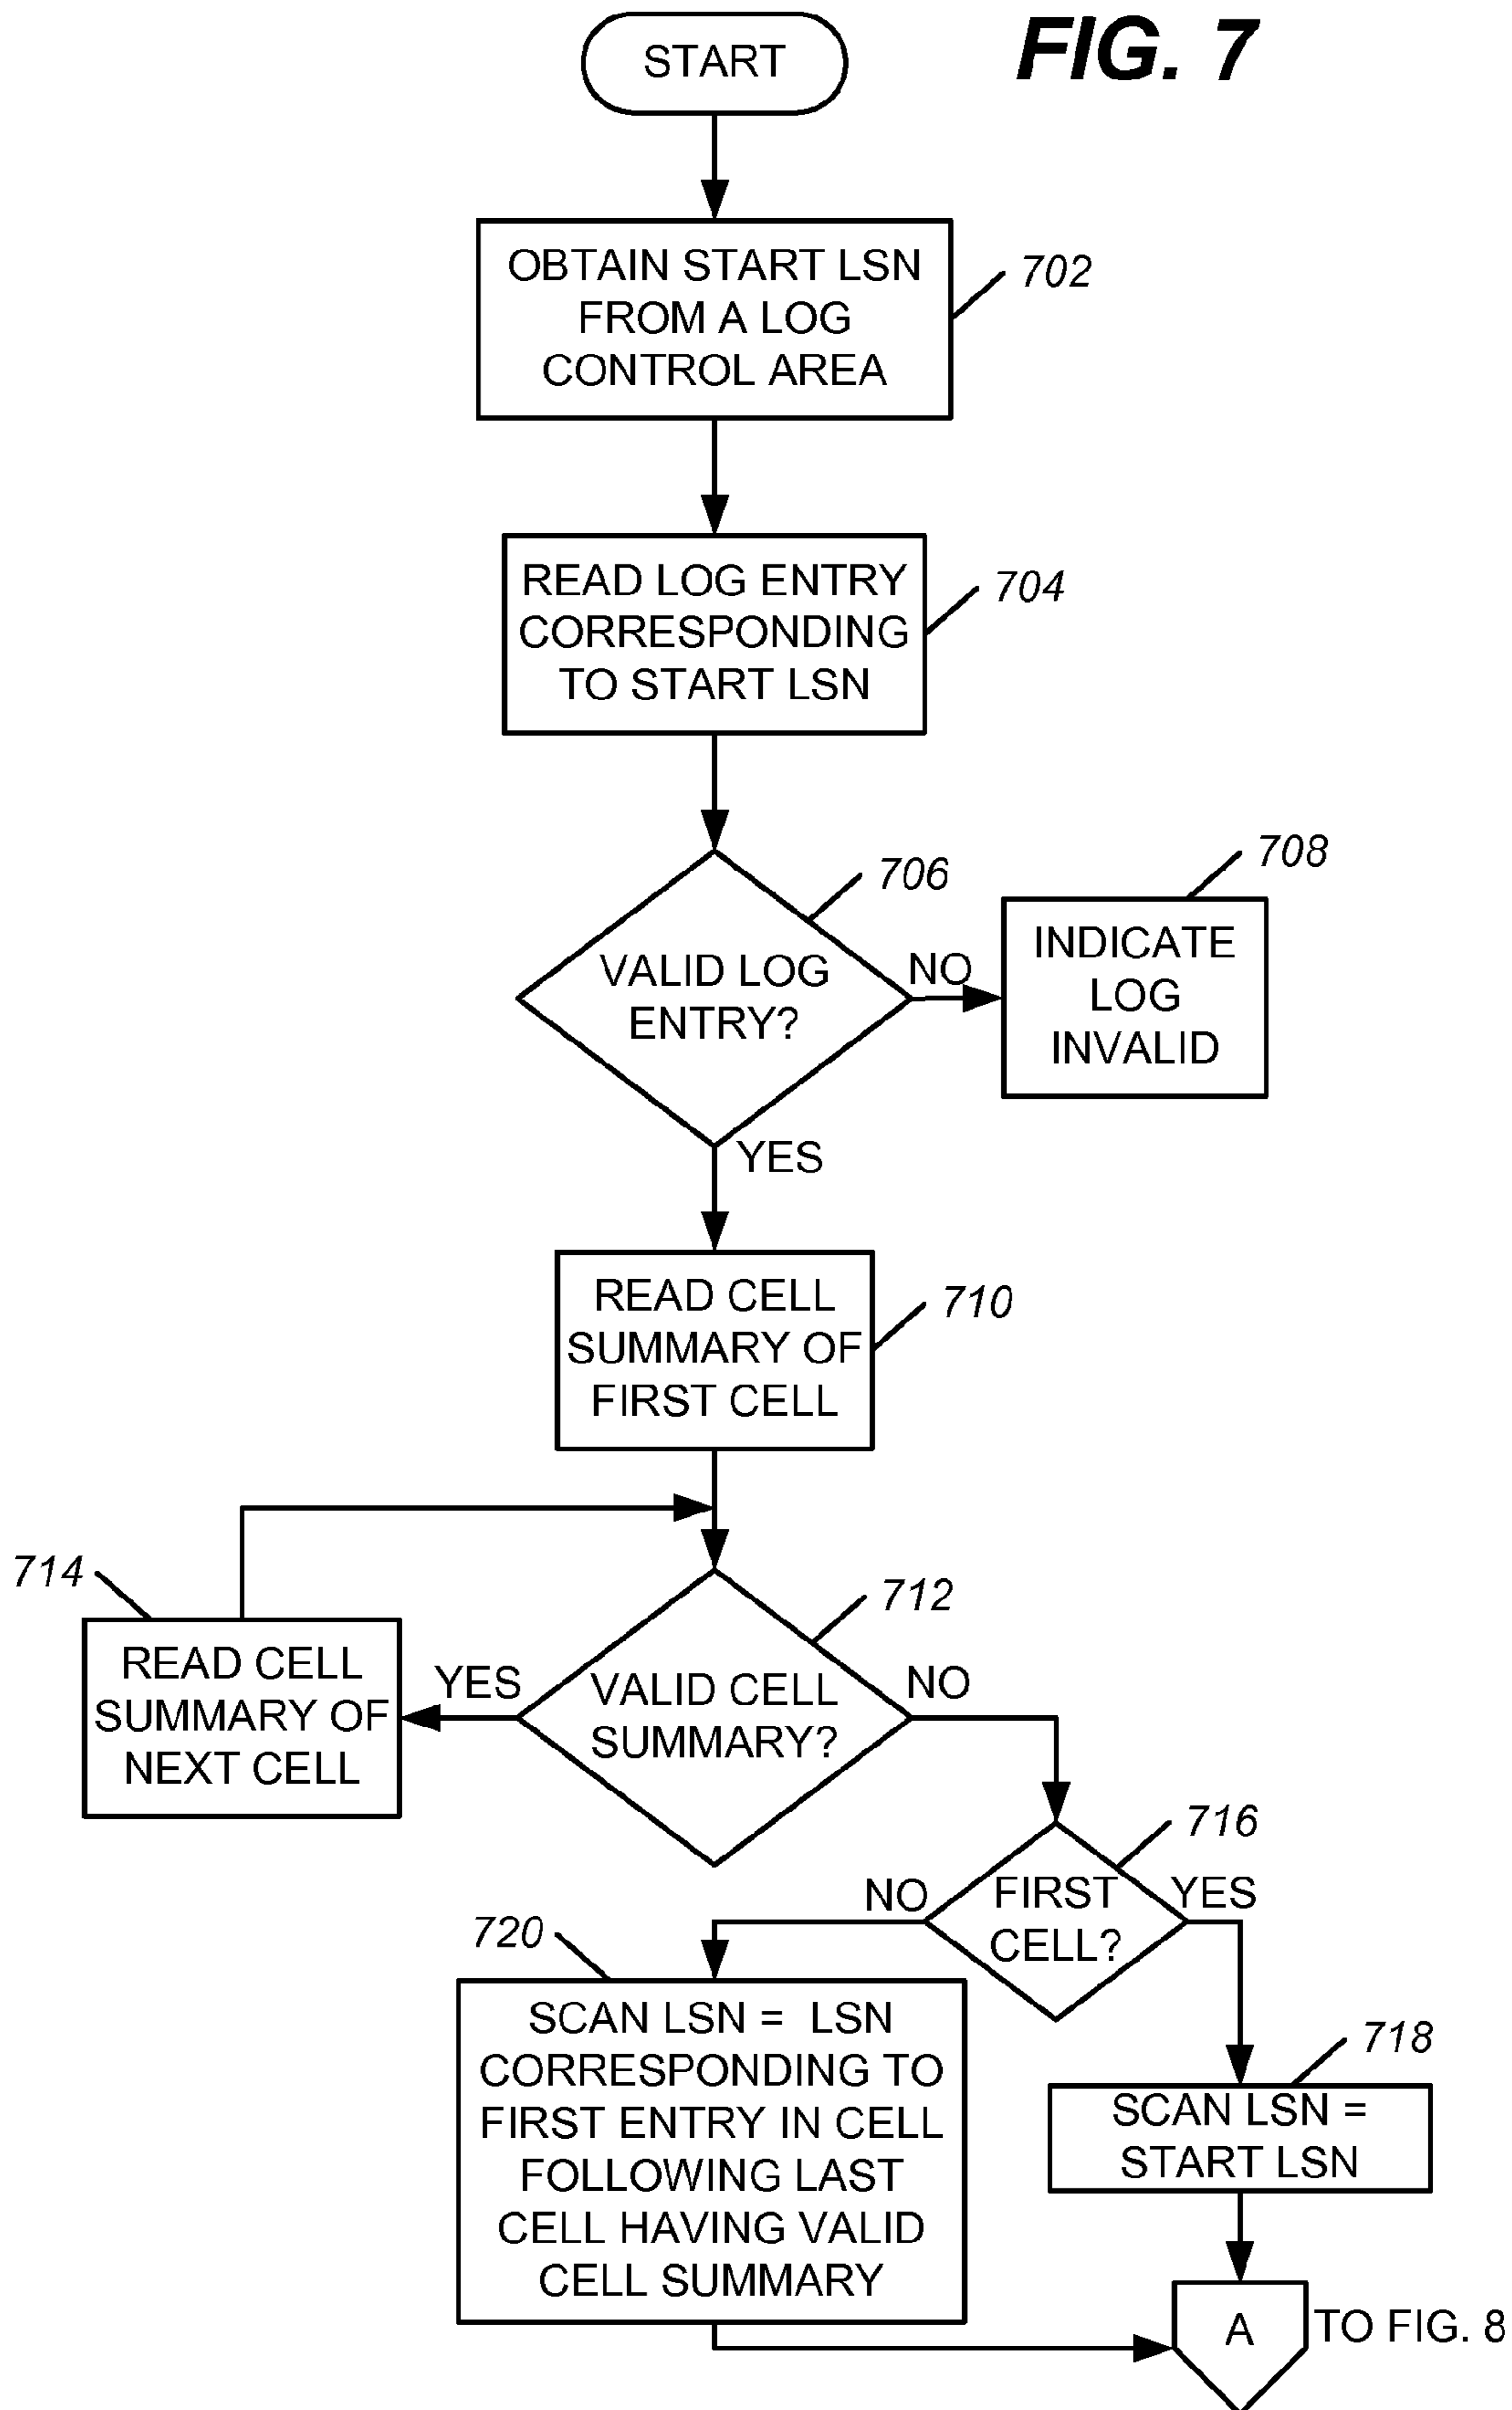 FIG. 7
START
OBTAIN START LSN
FROM A LOG
CONTROL AREA
702
READ LOG ENTRY
CORRESPONDING
TO START LSN
704
706
708
VALID LOG
ENTRY?
NO
INDICATE
LOG
INVALID
YES
READ CELL
SUMMARY OF
FIRST CELL
710
714
712
READ CELL
SUMMARY OF
NEXT CELL
YES
VALID CELL
SUMMARY?
NO
716
NO
FIRST
CELL?
YES
720
718
SCAN LSN = LSN
CORRESPONDING TO
FIRST ENTRY IN CELL
FOLLOWING LAST
CELL HAVING VALID
CELL SUMMARY
SCAN LSN =
START LSN
A
TO FIG. 8